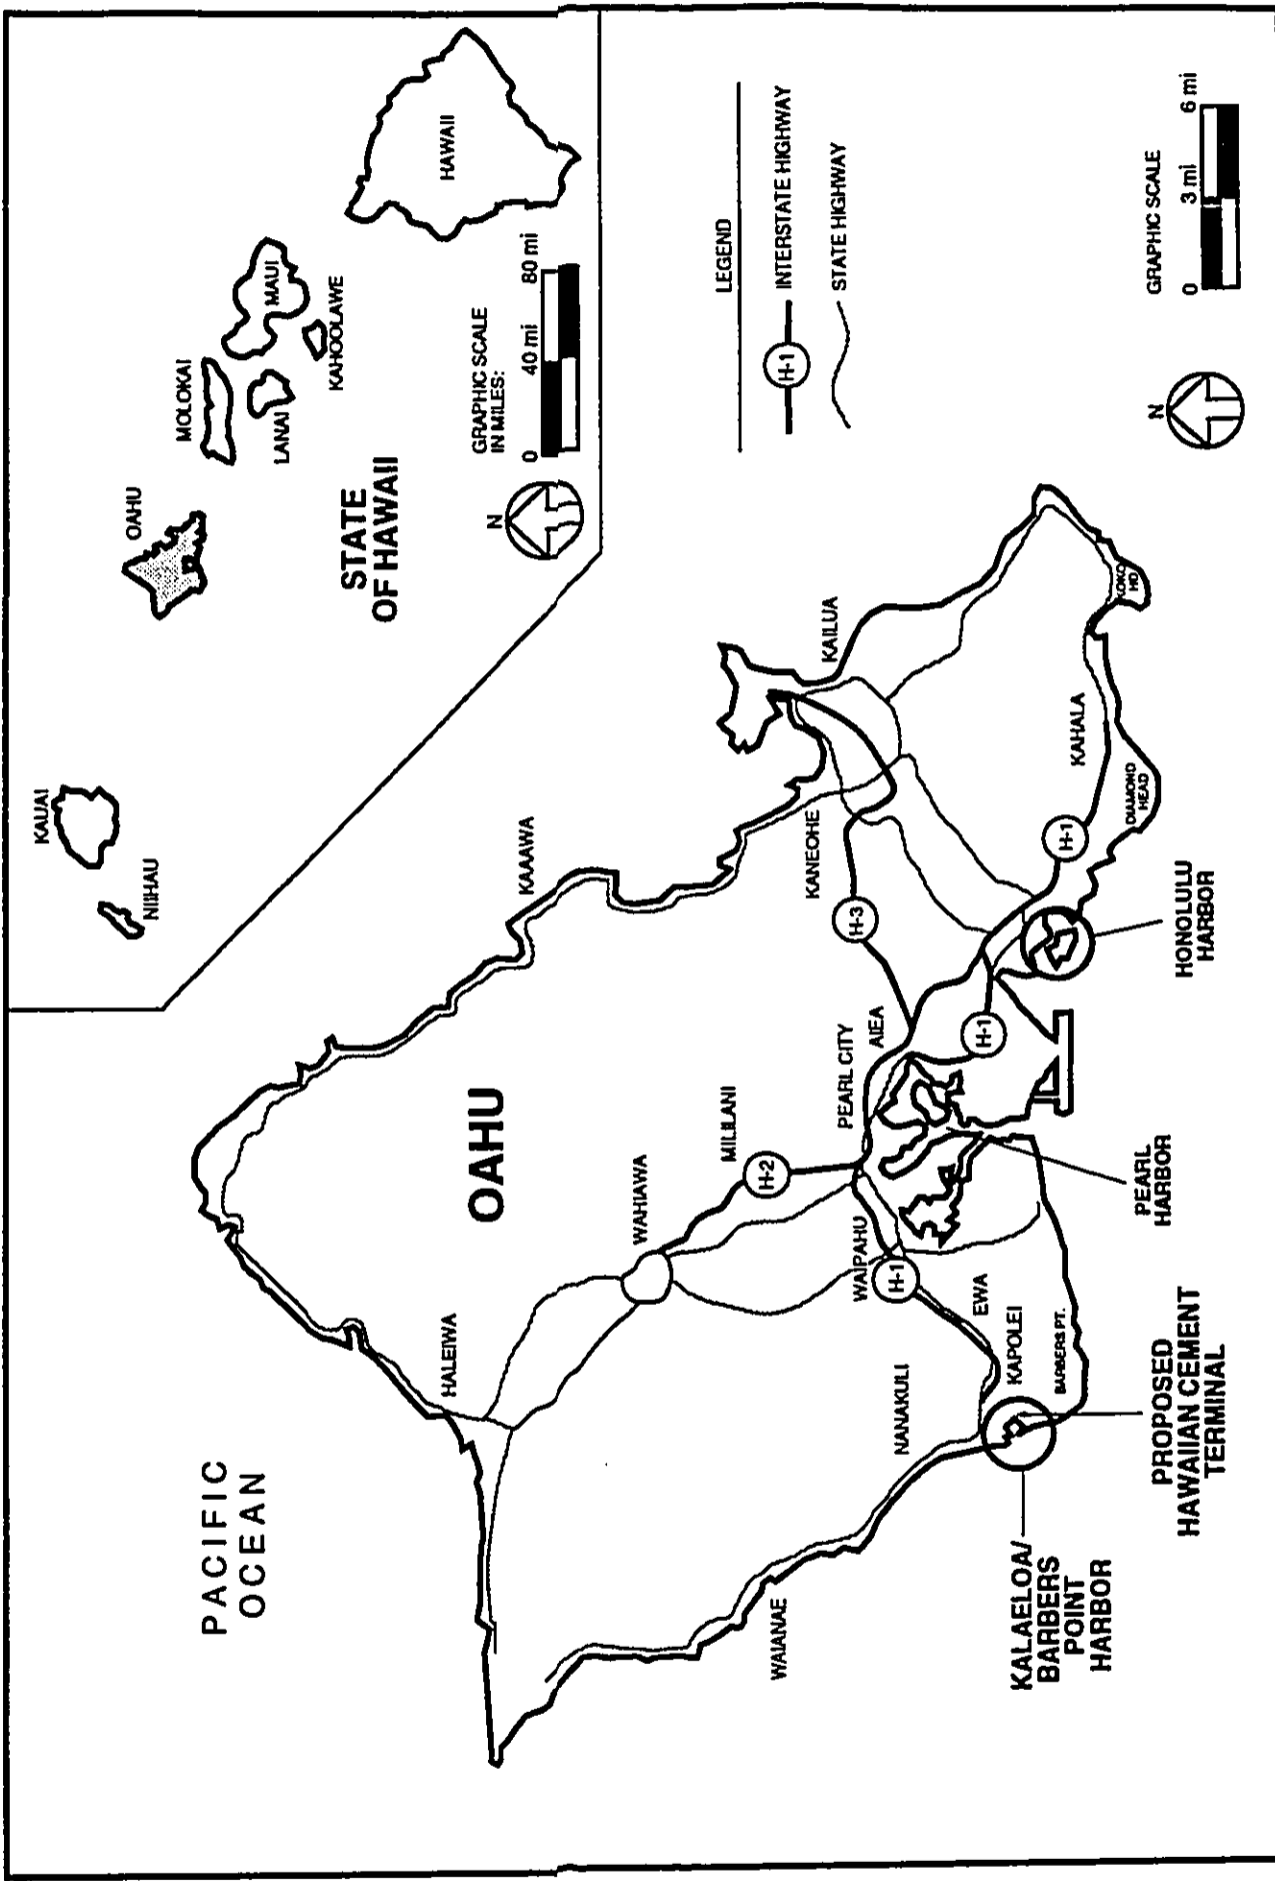 PACIFIC
OCEAN
KAUAI
NIIHAU
OAHU
MOLOKAI
LANAI
MAUI
KAHOOLAWE
HAWAII
STATE
OF HAWAII
GRAPHIC SCALE
IN MILES:
0 40 mi 80 mi
N
OAHU
HALEIWA
WAHIAWA
KAAAWA
MILILANI
H-2
WAIANAE
NANAKULI
WAIPAHU
H-1
PEARL CITY
AIEA
H-3
KANEOHE
KAILUA
EWA
KAPOLEI
BARBERS PT.
H-1
H-1
KAHALA
DIAMOND
HEAD
KOKO
HD.
KALAELOA/
BARBERS
POINT
HARBOR
PROPOSED
HAWAIIAN CEMENT
TERMINAL
PEARL
HARBOR
HONOLULU
HARBOR
LEGEND
H-1 INTERSTATE HIGHWAY
STATE HIGHWAY
N
GRAPHIC SCALE
0 3 mi 6 mi